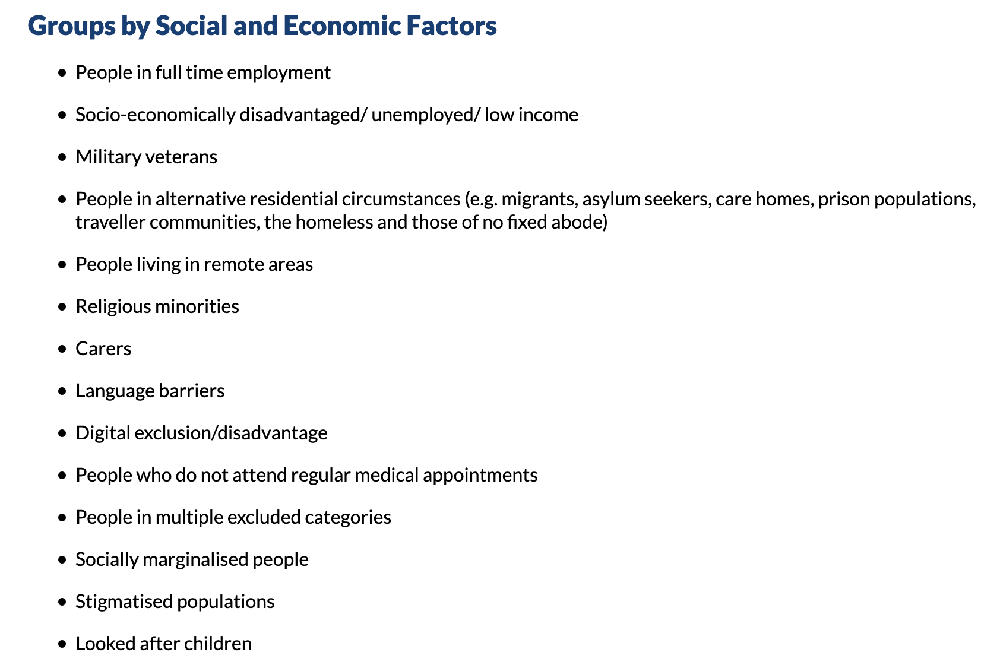 Groups by Social and Economic Factors
• People in full time employment
• Socio-economically disadvantaged/ unemployed/ low income
• Military veterans
• People in alternative residential circumstances (e.g. migrants, asylum seekers, care homes, prison populations,
traveller communities, the homeless and those of no fixed abode)
• People living in remote areas
• Religious minorities
• Carers
• Language barriers
• Digital exclusion/disadvantage
• People who do not attend regular medical appointments
• People in multiple excluded categories
• Socially marginalised people
• Stigmatised populations
• Looked after children